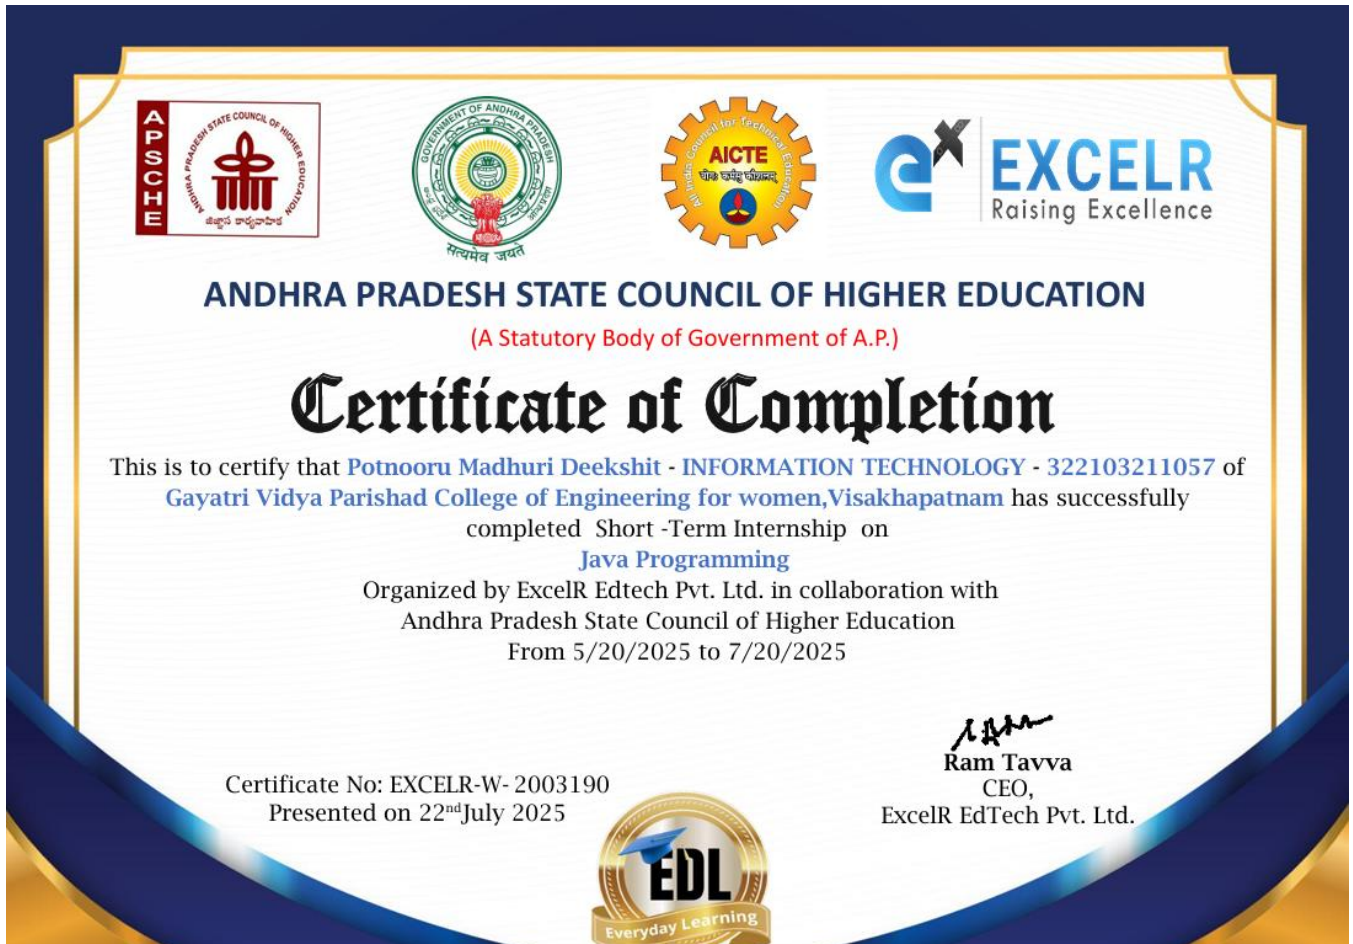 APSCHE
ANDHRA PRADESH STATE COUNCIL OF HIGHER EDUCATION
GOVERNMENT OF ANDHRA PRADESH
सत्यमेव जयते
All India Council for Technical Education
AICTE
योगः कर्मसु कौशलम्
EXCELR
Raising Excellence
ANDHRA PRADESH STATE COUNCIL OF HIGHER EDUCATION
(A Statutory Body of Government of A.P.)
Certificate of Completion
This is to certify that Potnooru Madhuri Deekshit - INFORMATION TECHNOLOGY - 322103211057 of
Gayatri Vidya Parishad College of Engineering for women,Visakhapatnam has successfully
completed Short -Term Internship on
Java Programming
Organized by ExcelR Edtech Pvt. Ltd. in collaboration with
Andhra Pradesh State Council of Higher Education
From 5/20/2025 to 7/20/2025
Ram Tavva
CEO,
ExcelR EdTech Pvt. Ltd.
Certificate No: EXCELR-W- 2003190
Presented on 22nd July 2025
EDL
Everyday Learning